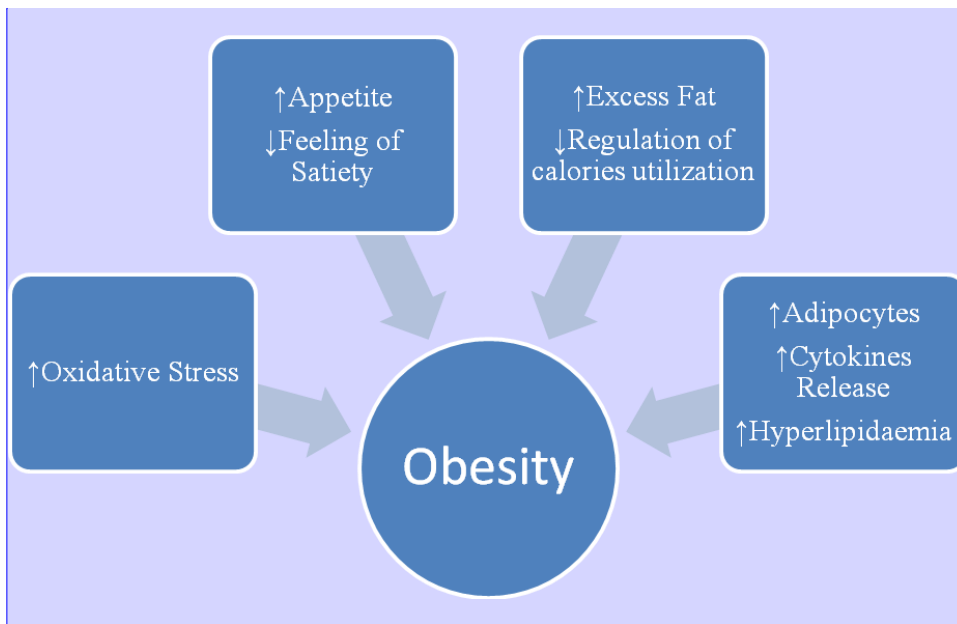 ↑Appetite
↓Feeling of
Satiety
↑Excess Fat
↓Regulation of
calories utilization
↑Oxidative Stress
↑Adipocytes
↑Cytokines
Release
↑Hyperlipidaemia
Obesity